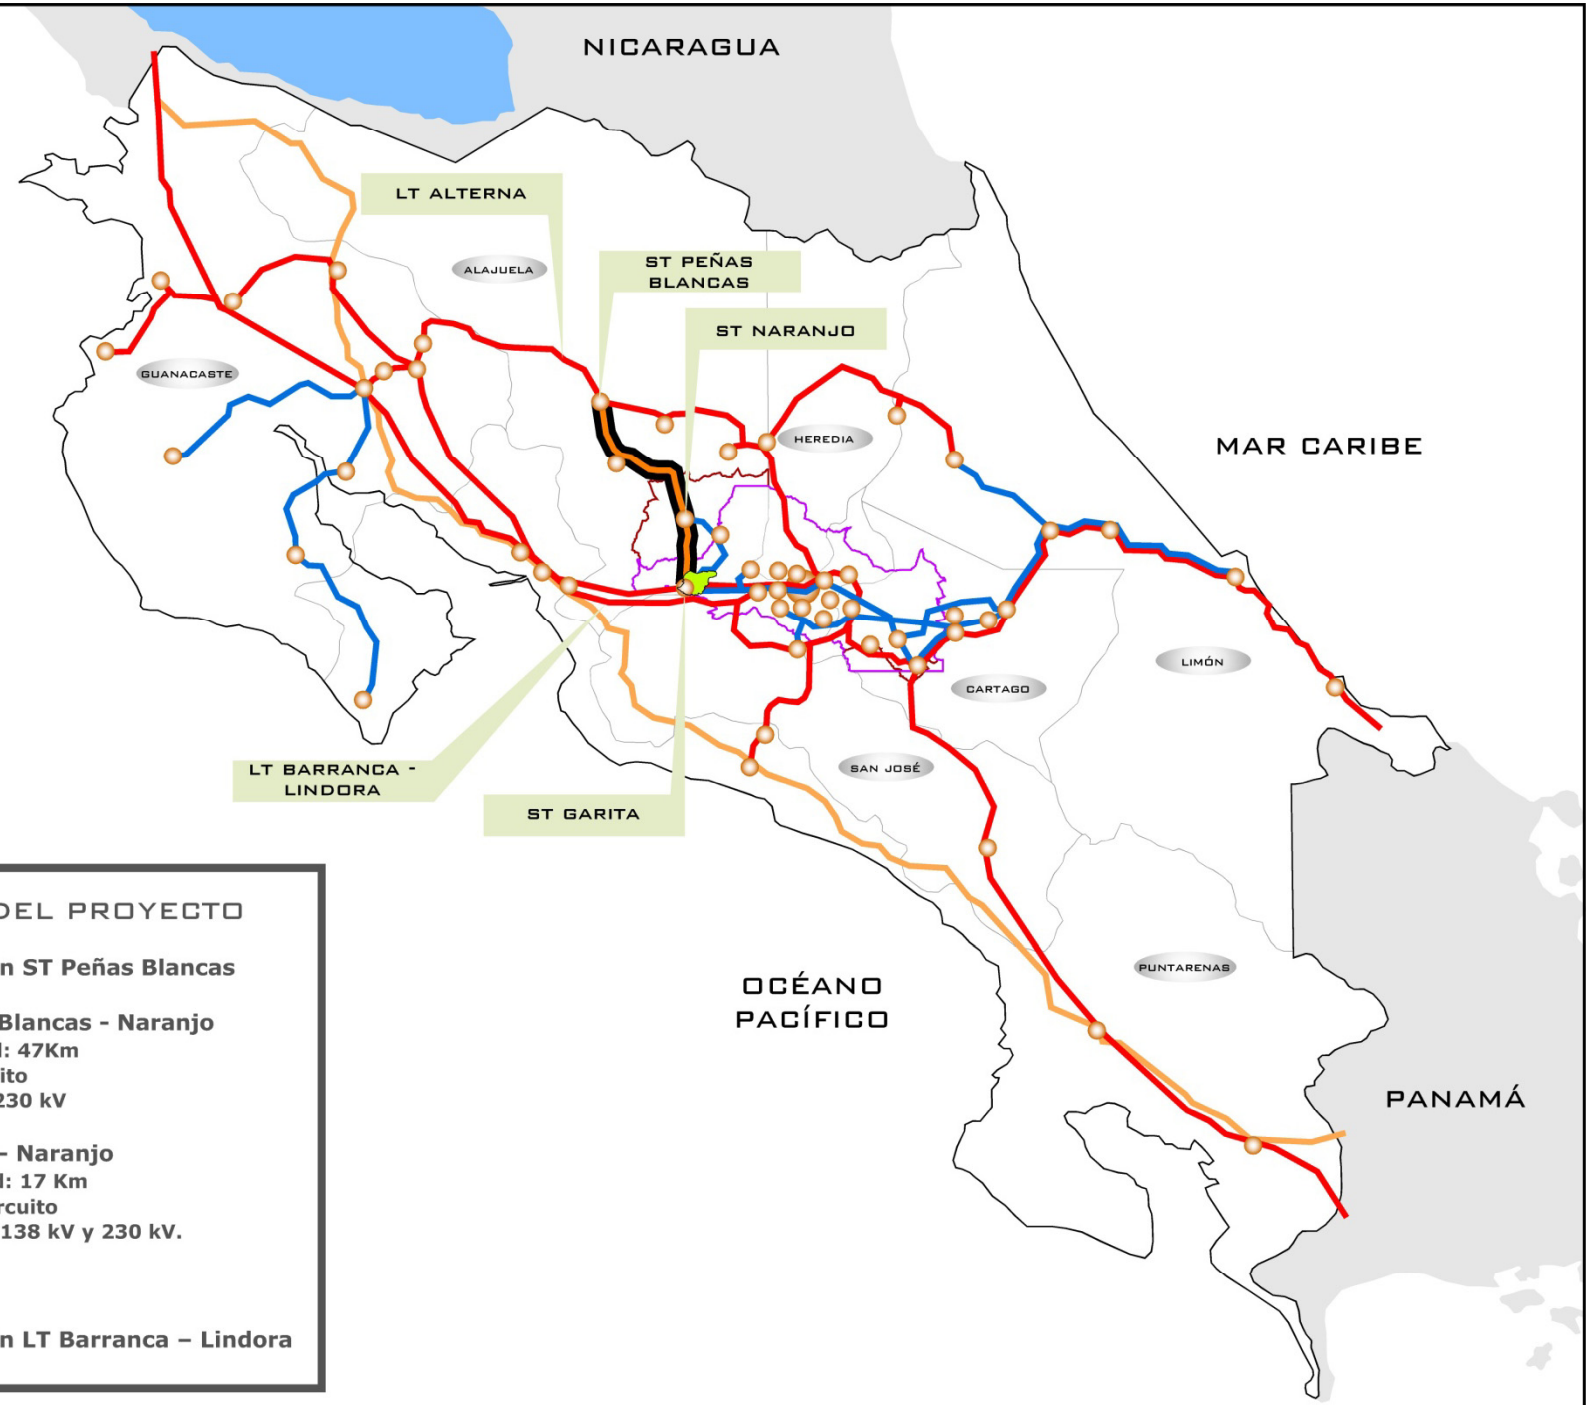 NICARAGUA
LT ALTERNA
ST PEÑAS
BLANCAS
ALAJUELA
ST NARANJO
GUANACASTE
HEREDIA
MAR CARIBE
LIMÓN
CARTAGO
SAN JOSÉ
LT BARRANCA -
LINDORA
ST GARITA
PUNTARENAS
OCÉANO
PACÍFICO
PANAMÁ
DEL PROYECTO
n ST Peñas Blancas
Blancas - Naranjo
l: 47Km
ito
230 kV
- Naranjo
l: 17 Km
rcuito
138 kV y 230 kV.
n LT Barranca – Lindora